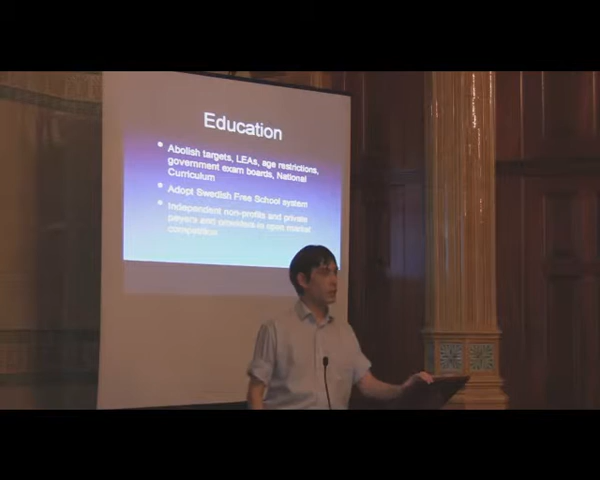 Education
Abolish targets, LEAs, age restrictions,
government exam boards, National
Curriculum
Adopt Swedish Free School system
Independent non-profits and private
payers and providers in open market
competition